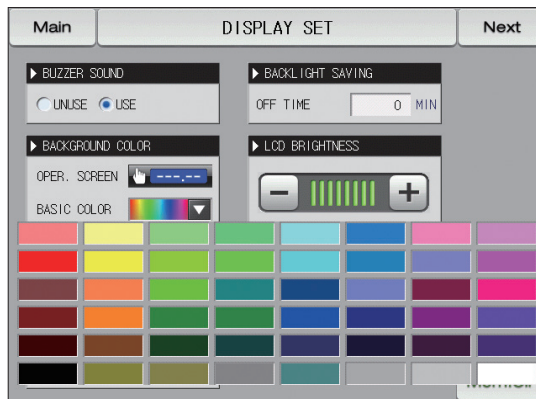 Main
DISPLAY SET
Next
BUZZER SOUND
UNUSE
USE
BACKLIGHT SAVING
OFF TIME 0 MIN
BACKGROUND COLOR
OPER. SCREEN ---.--
BASIC COLOR
LCD BRIGHTNESS
- +